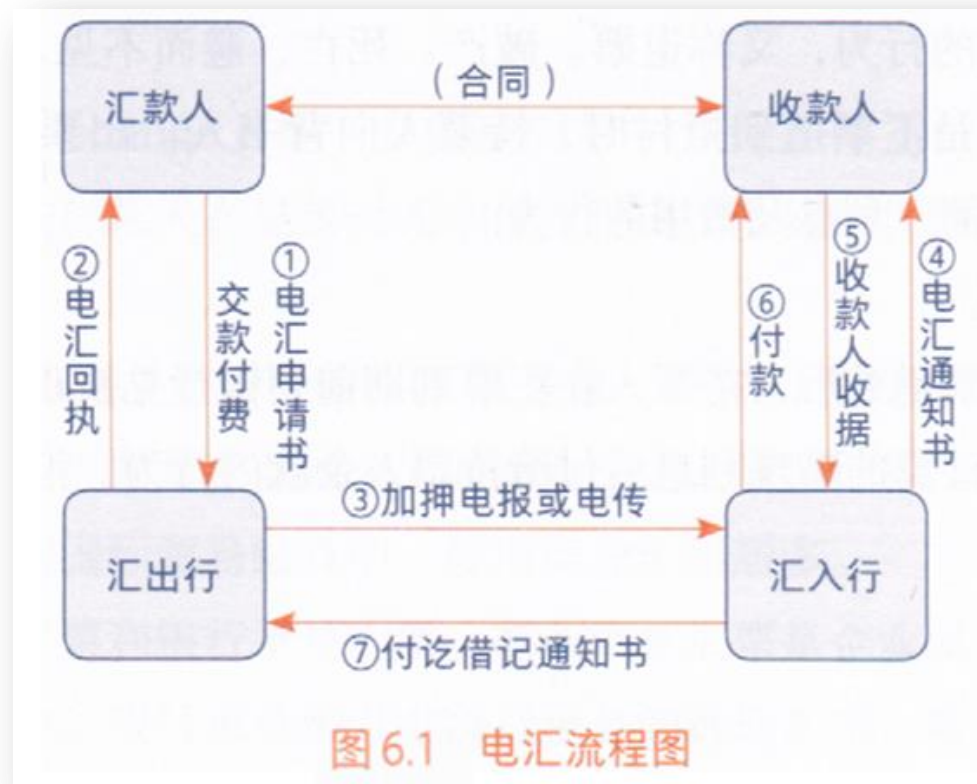 （合同）
汇款人
收款人
②电汇回执
交款付费
①电汇申请书
⑥付款
⑤收款人收据
④电汇通知书
③加押电报或电传
汇出行
汇入行
⑦付讫借记通知书
图6.1 电汇流程图